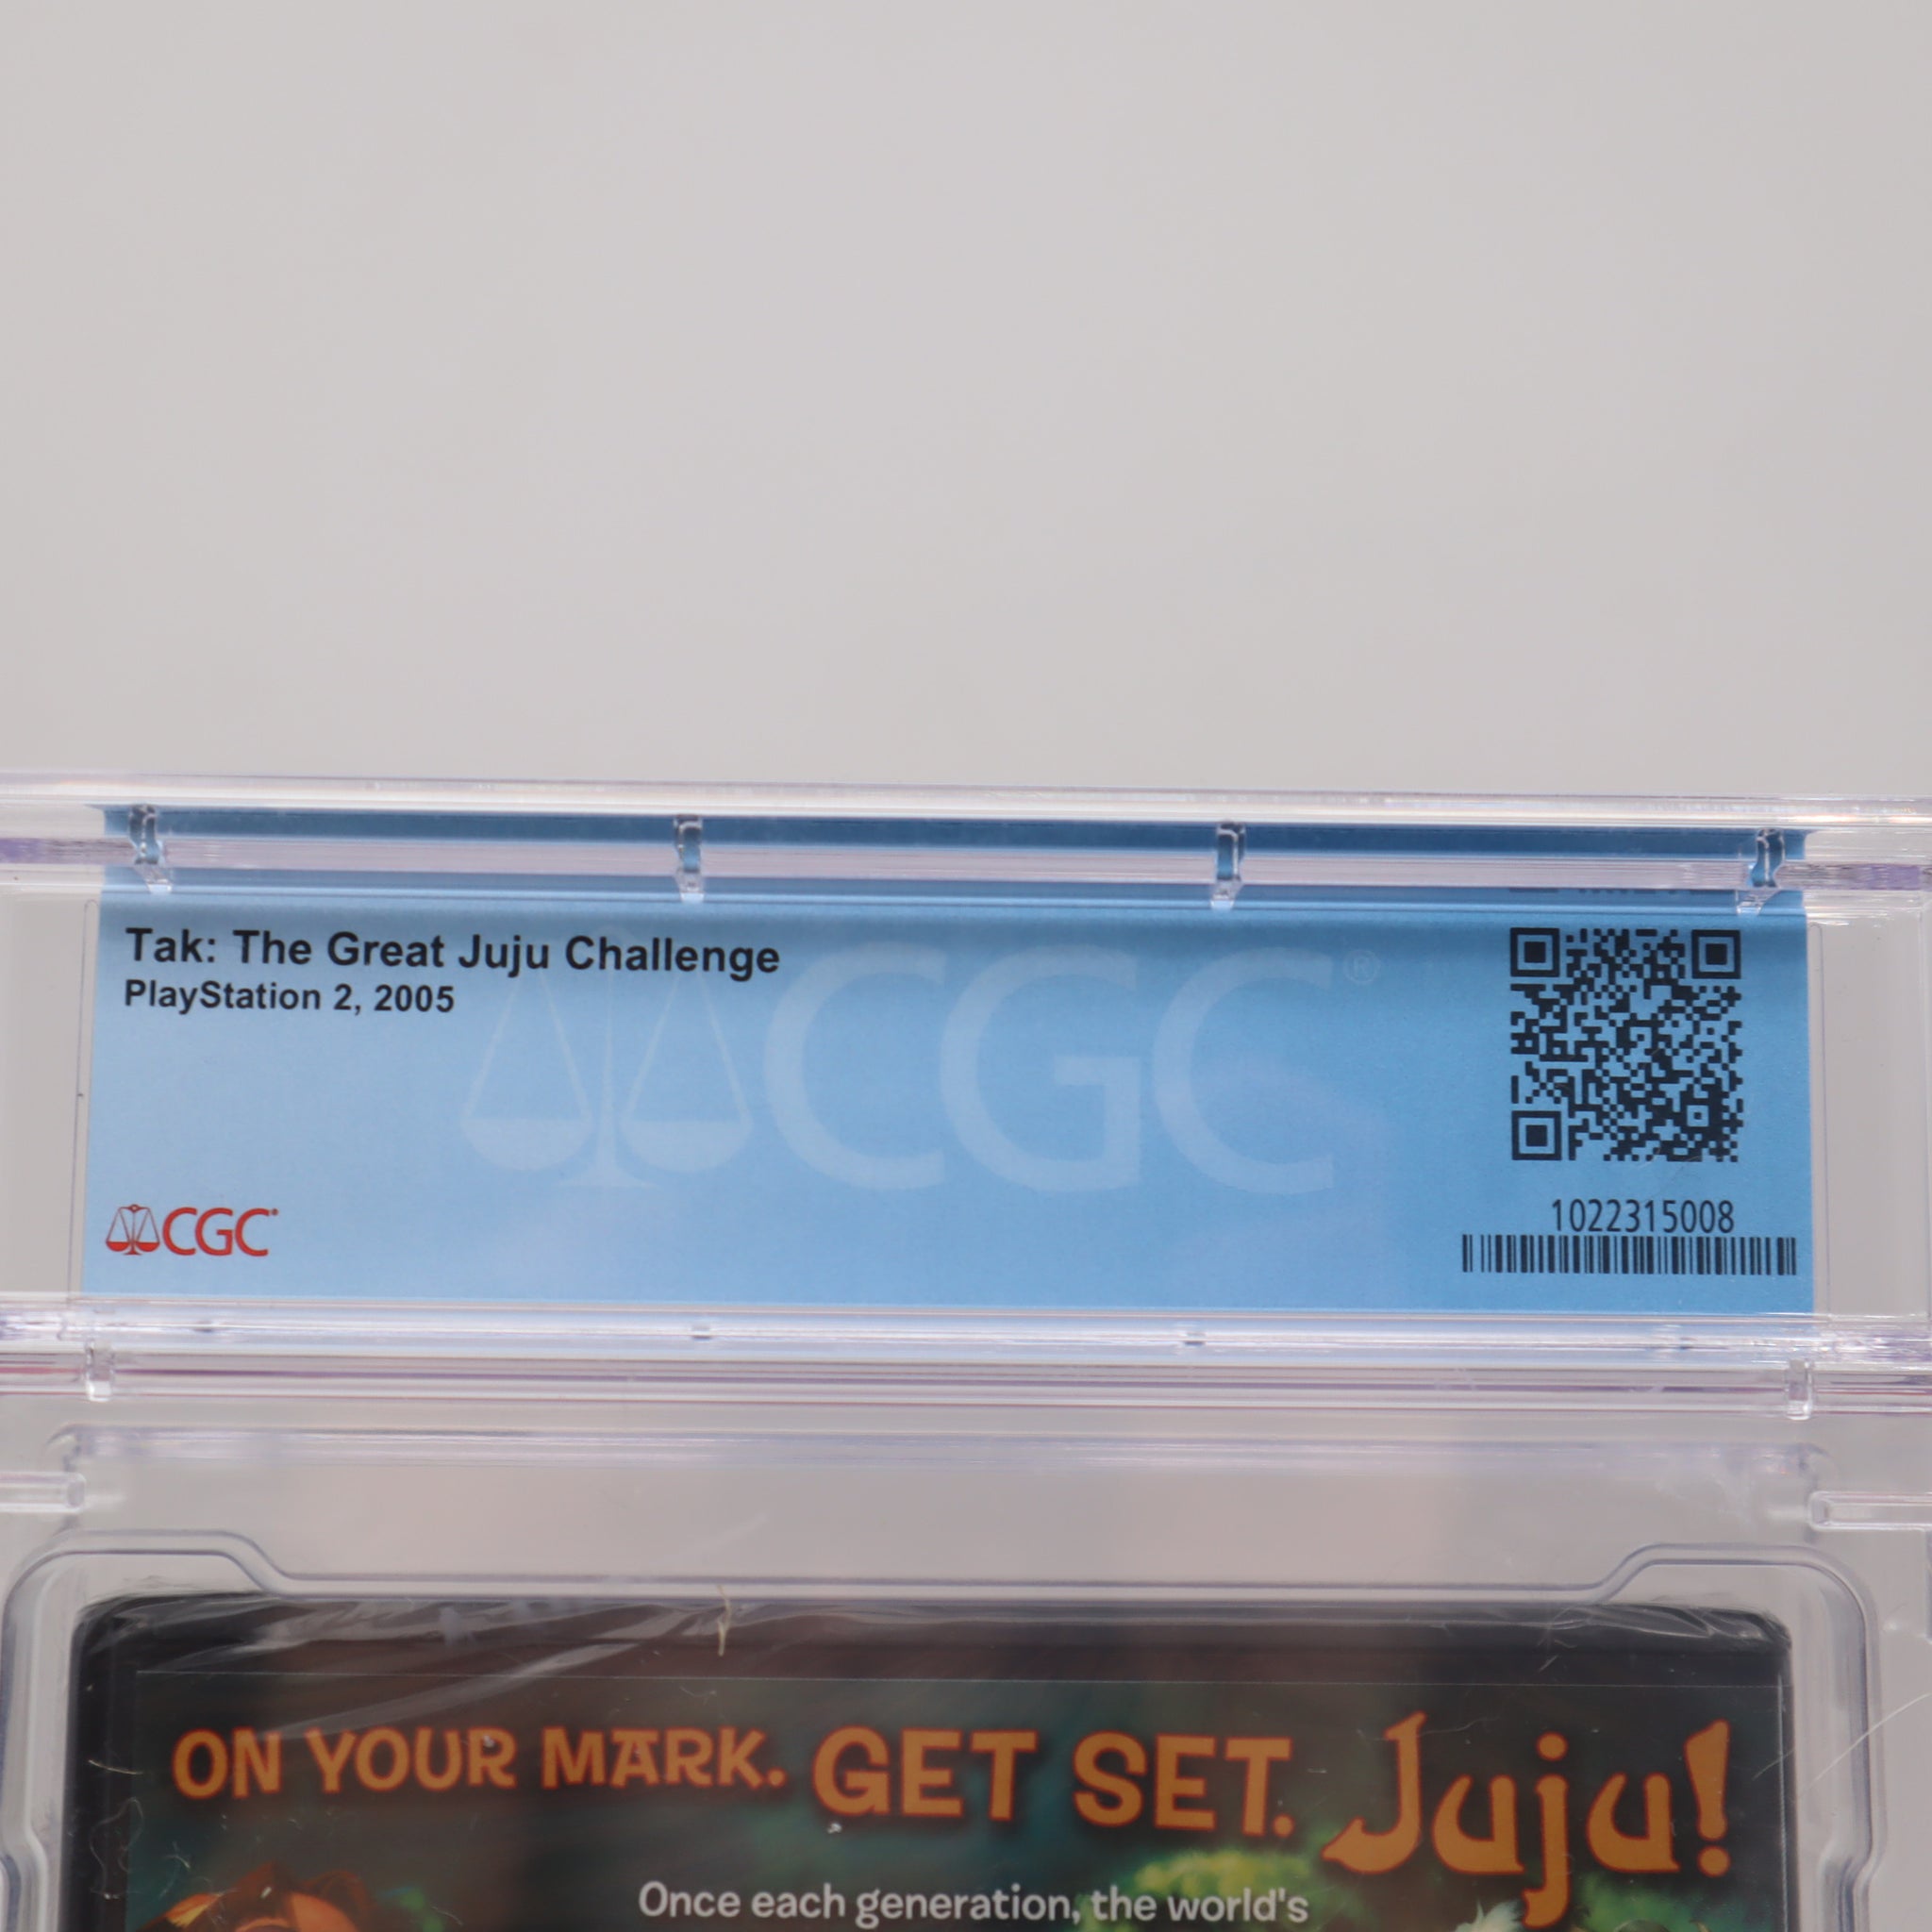 Tak: The Great Juju Challenge
PlayStation 2, 2005
CGC®
CGC
1022315008
ON YOUR MARK. GET SET. Juju!
Once each generation, the world's